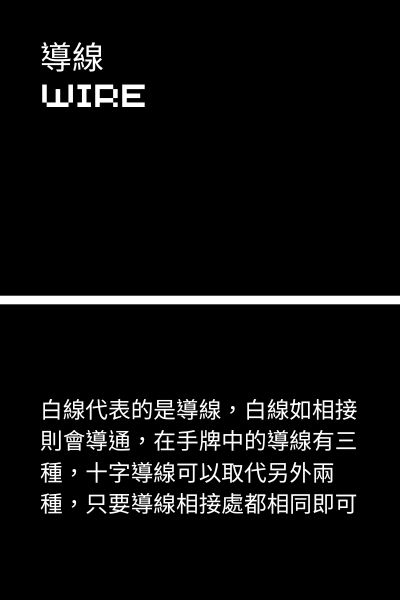 導線
WIRE
白線代表的是導線，白線如相接
則會導通，在手牌中的導線有三
種，十字導線可以取代另外兩
種，只要導線相接處都相同即可